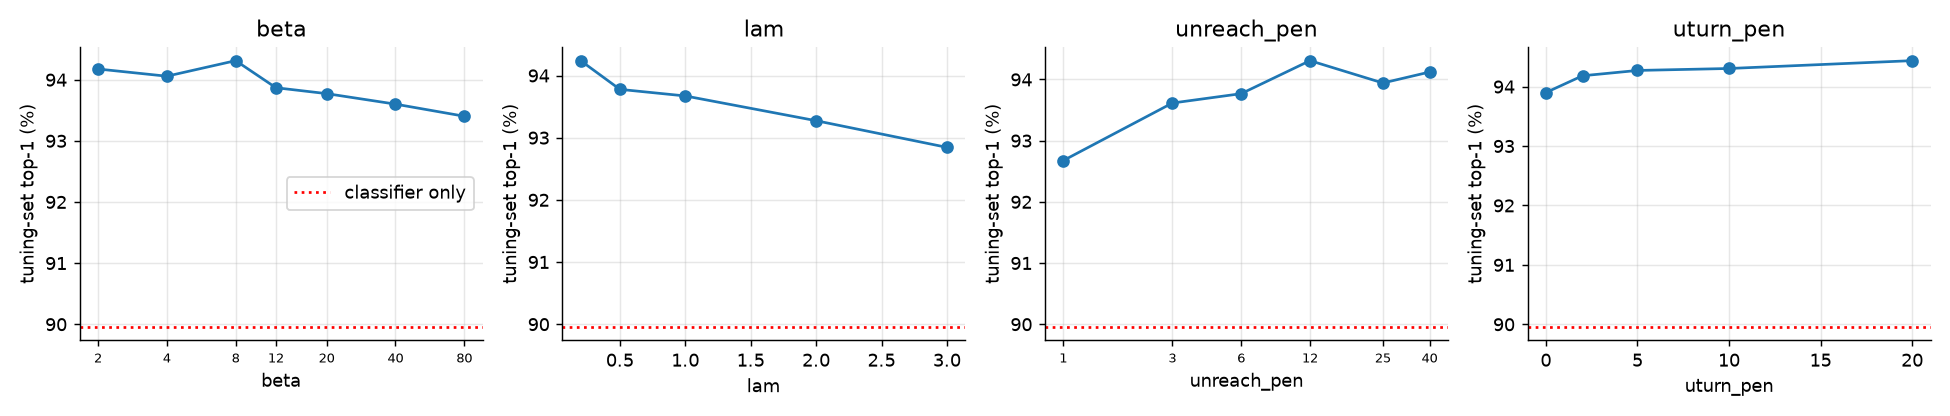 beta
tuning-set top-1 (%)
94
93
92
91
90
classifier only
2 4 8 12 20 40 80
beta
lam
tuning-set top-1 (%)
94
93
92
91
90
0.5 1.0 1.5 2.0 2.5 3.0
lam
unreach_pen
tuning-set top-1 (%)
94
93
92
91
90
1 3 6 12 25 40
unreach_pen
uturn_pen
tuning-set top-1 (%)
94
93
92
91
90
0 5 10 15 20
uturn_pen